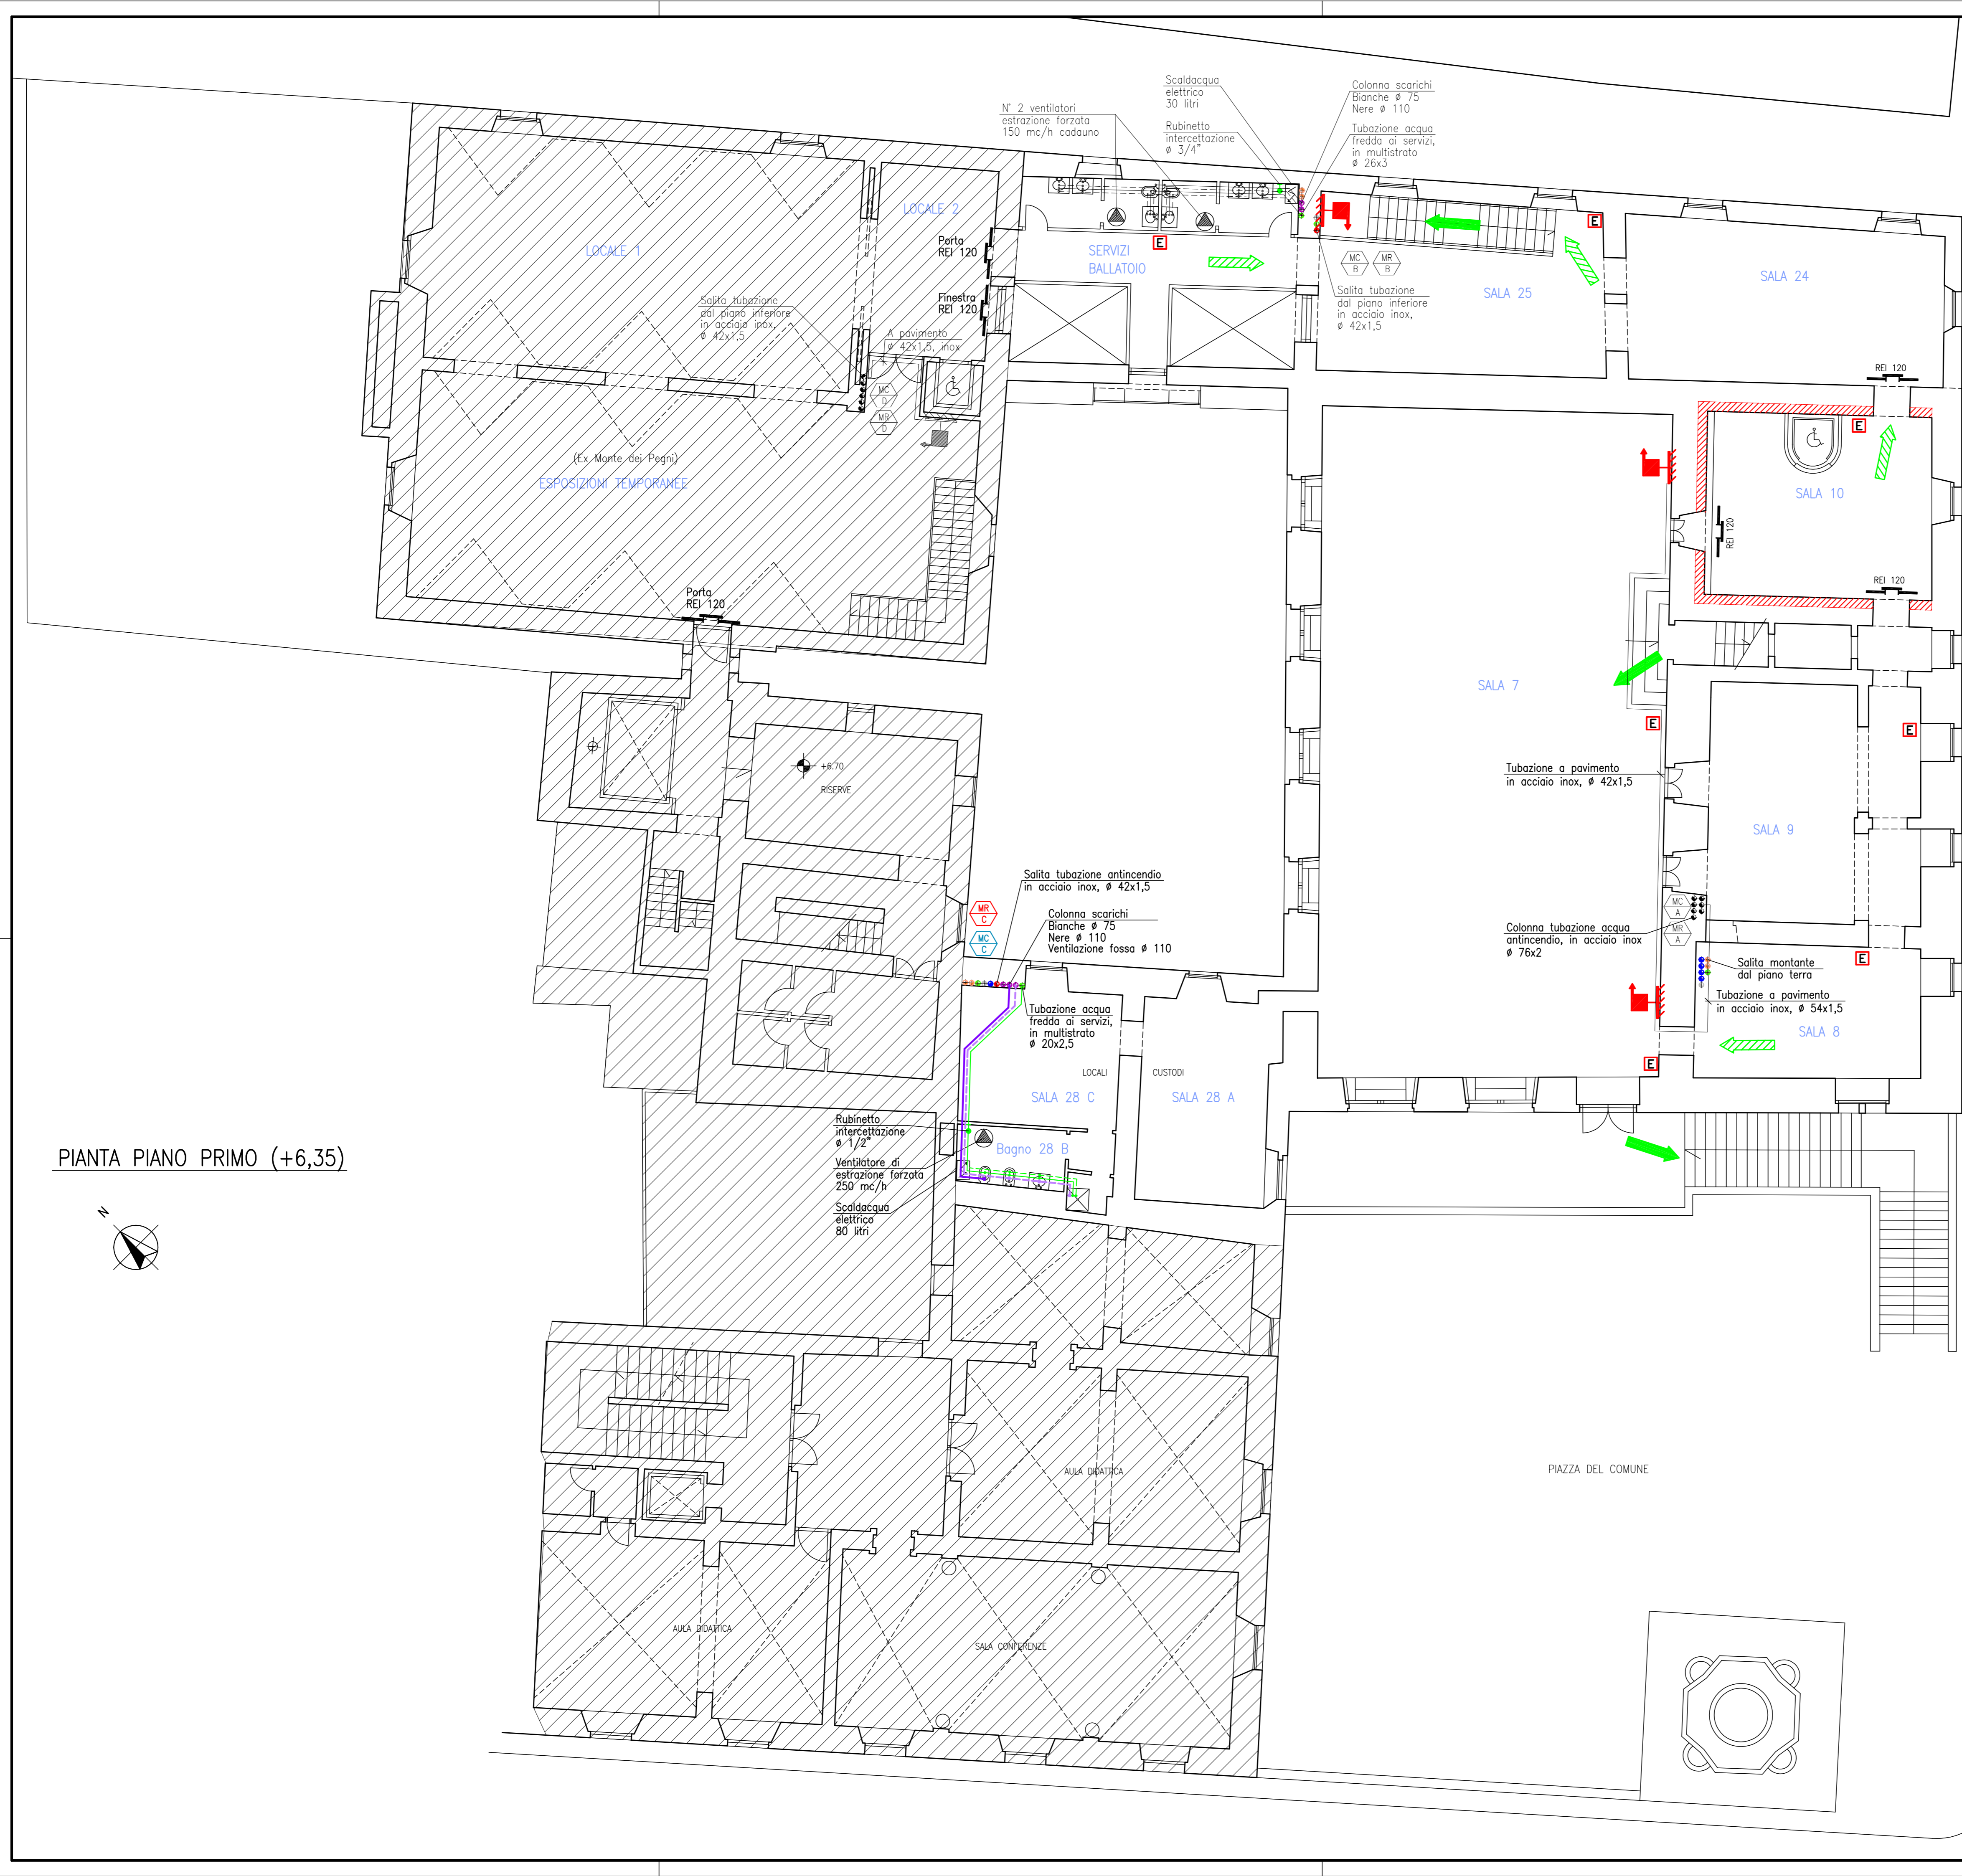 Scaldacqua
elettrico
30 litri
Colonna scarichi
Bianche ø 75
Nere ø 110
N° 2 ventilatori
estrazione forzata
150 mc/h cadauno
Rubinetto
intercettazione
ø 3/4"
Tubazione acqua
fredda ai servizi,
in multistrato
ø 26x3
LOCALE 2
LOCALE 1
Porta
REI 120
SERVIZI
BALLATOIO
E
E
MC
B
MR
B
SALA 24
SALA 25
Salita tubazione
dal piano inferiore
in acciaio inox,
ø 42x1,5
Finestra
REI 120
Salita tubazione
dal piano inferiore
in acciaio inox,
ø 42x1,5
A pavimento
ø 42x1,5, inox
MC
D
MR
D
REI 120
E
(Ex Monte dei Pegni)
ESPOSIZIONI TEMPORANEE
SALA 10
REI 120
REI 120
Porta
REI 120
SALA 7
E
E
+6.70
RISERVE
Tubazione a pavimento
in acciaio inox, ø 42x1,5
SALA 9
Salita tubazione antincendio
in acciaio inox, ø 42x1,5
MR
C
MC
C
Colonna scarichi
Bianche ø 75
Nere ø 110
Ventilazione fossa ø 110
MC
A
MR
A
Colonna tubazione acqua
antincendio, in acciaio inox
ø 76x2
E
Salita montante
dal piano terra
Tubazione a pavimento
in acciaio inox, ø 54x1,5
Tubazione acqua
fredda ai servizi,
in multistrato
ø 20x2,5
SALA 8
E
LOCALI
CUSTODI
SALA 28 C
SALA 28 A
Rubinetto
intercettazione
ø 1/2"
Bagno 28 B
Ventilatore di
estrazione forzata
250 mc/h
Scaldacqua
elettrico
80 litri
PIANTA PIANO PRIMO (+6,35)
N
AULA DIDATTICA
PIAZZA DEL COMUNE
AULA DIDATTICA
SALA CONFERENZE